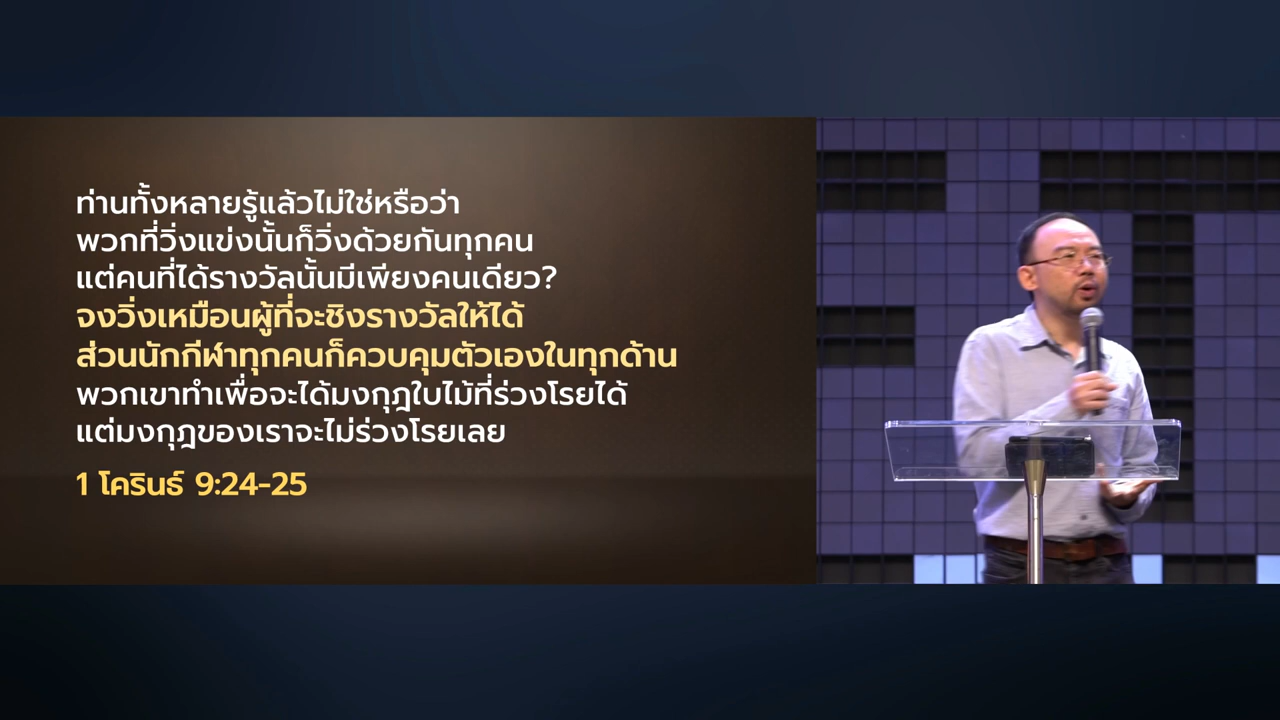 ท่านทั้งหลายรู้แล้วไม่ใช่หรือว่า
พวกที่วิ่งแข่งนั้นก็วิ่งด้วยกันทุกคน
แต่คนที่ได้รางวัลนั้นมีเพียงคนเดียว?
จงวิ่งเหมือนผู้ที่จะชิงรางวัลให้ได้
ส่วนนักกีฬาทุกคนก็ควบคุมตัวเองในทุกด้าน
พวกเขาทำเพื่อจะได้มงกุฎใบไม้ที่ร่วงโรยได้
แต่มงกุฎของเราจะไม่ร่วงโรยเลย
1 โครินธ์ 9:24-25